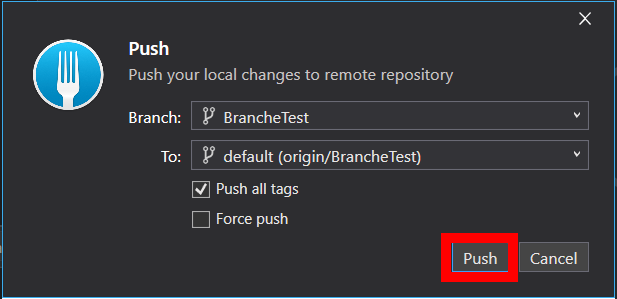 Push
Push your local changes to remote repository
Branch: BrancheTest
To: default (origin/BrancheTest)
Push all tags
Force push
Push Cancel